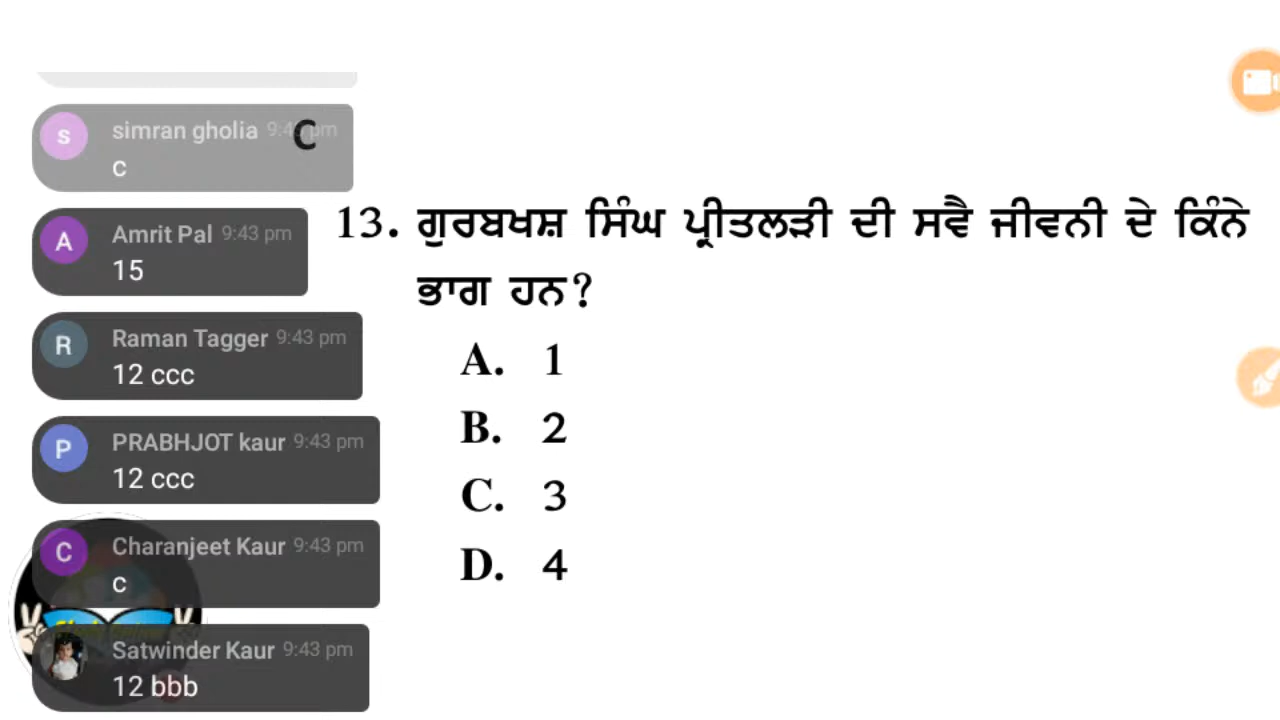 simran gholia 9:43 pm
C
c
Amrit Pal 9:43 pm
15
Raman Tagger 9:43 pm
12 ccc
PRABHJOT kaur 9:43 pm
12 ccc
Charanjeet Kaur 9:43 pm
c
Satwinder Kaur 9:43 pm
12 bbb
13. ਗੁਰਬਖਸ਼ ਸਿੰਘ ਪ੍ਰੀਤਲੜੀ ਦੀ ਸਵੈ ਜੀਵਨੀ ਦੇ ਕਿੰਨੇ
ਭਾਗ ਹਨ?
A. 1
B. 2
C. 3
D. 4